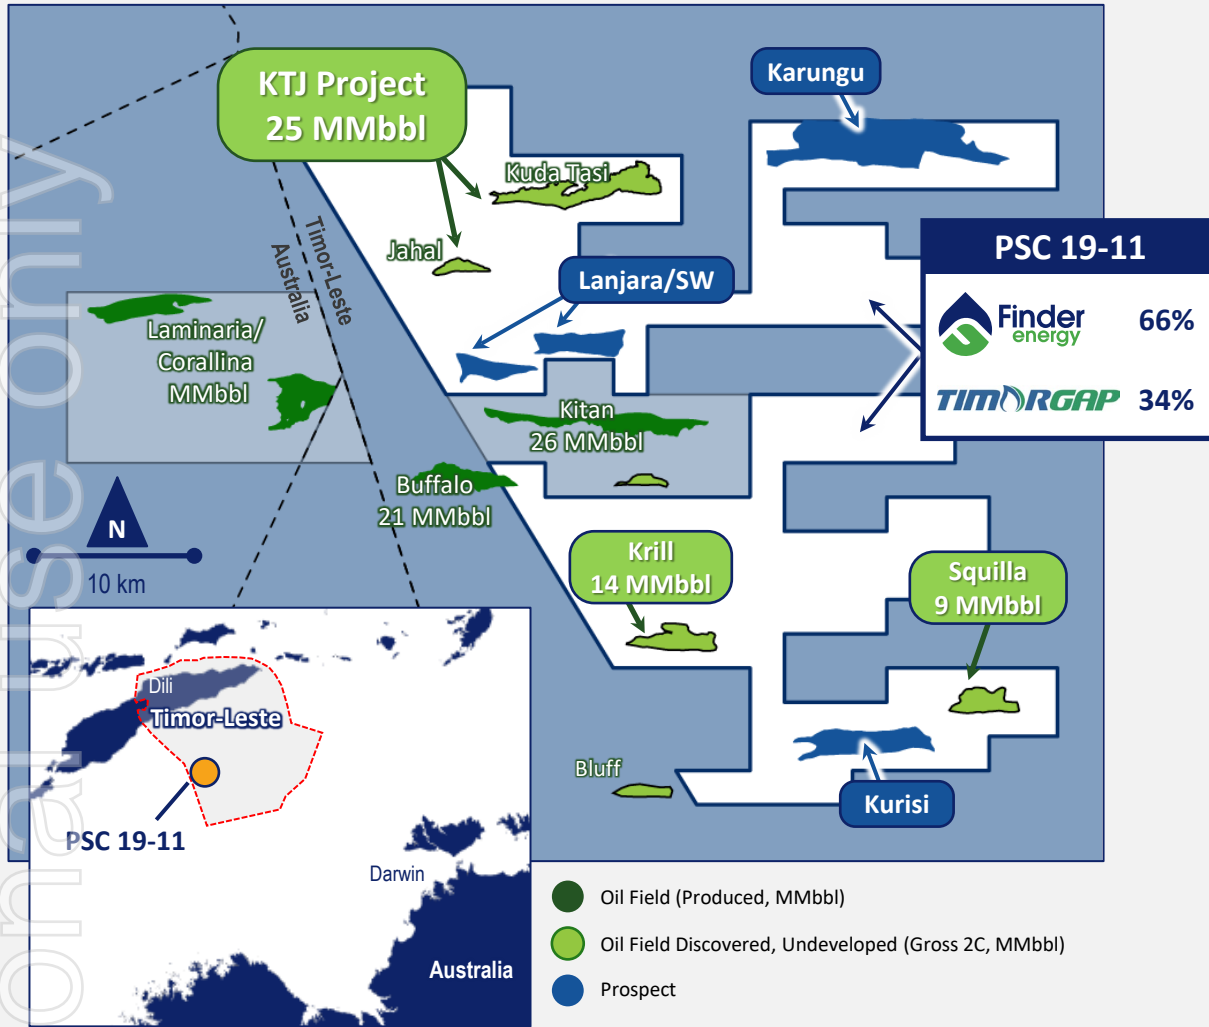 KTJ Project
25 MMbbl
Karungu
Kuda Tasi
Jahal
Timor-Leste
Australia
Lanjara/SW
PSC 19-11
Finder
energy
66%
TIMORGAP
34%
Laminaria/
Corallina
MMbbl
Kitan
26 MMbbl
Buffalo
21 MMbbl
N
10 km
Krill
14 MMbbl
Squilla
9 MMbbl
Bluff
Kurisi
Dili
Timor-Leste
PSC 19-11
Darwin
Australia
Oil Field (Produced, MMbbl)
Oil Field Discovered, Undeveloped (Gross 2C, MMbbl)
Prospect
onal use only